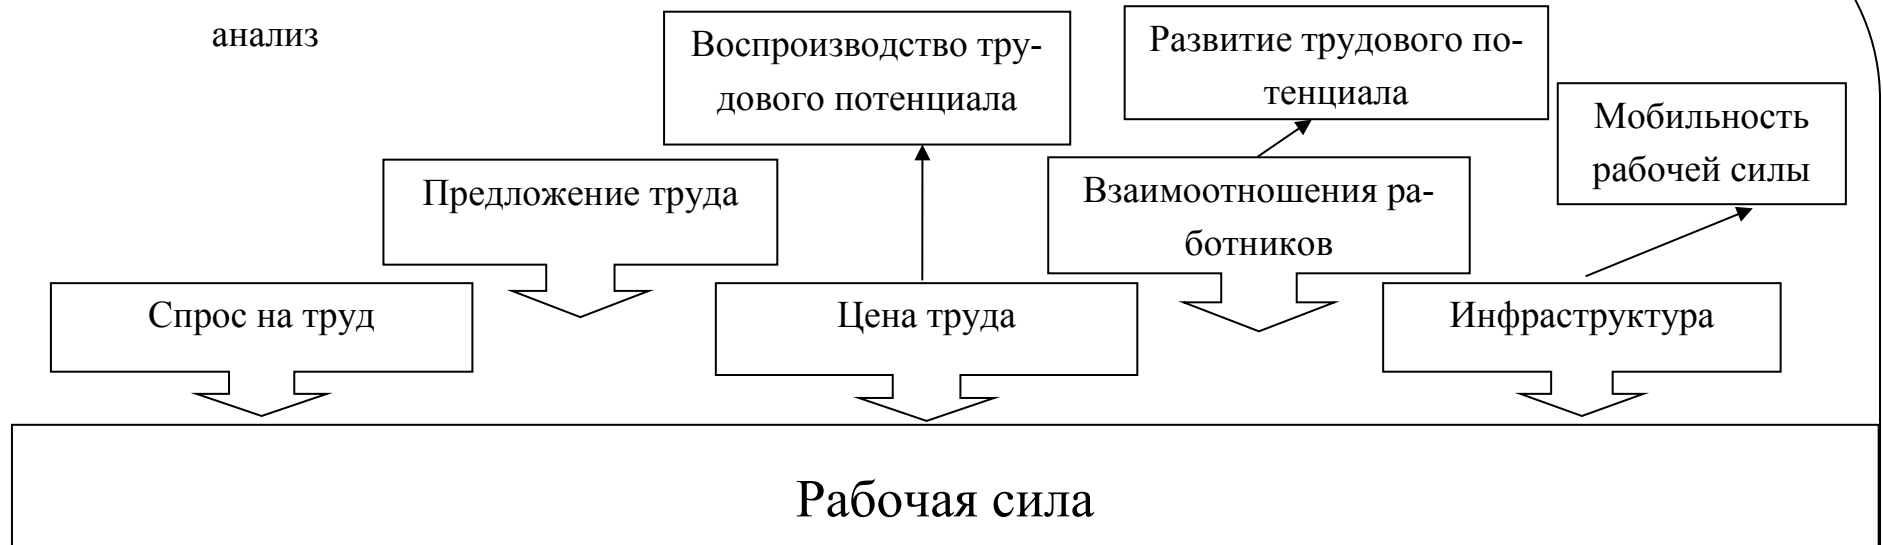 анализ
Воспроизводство тру-
дового потенциала
Развитие трудового по-
тенциала
Мобильность
рабочей силы
Предложение труда
Взаимоотношения ра-
ботников
Спрос на труд
Цена труда
Инфраструктура
Рабочая сила